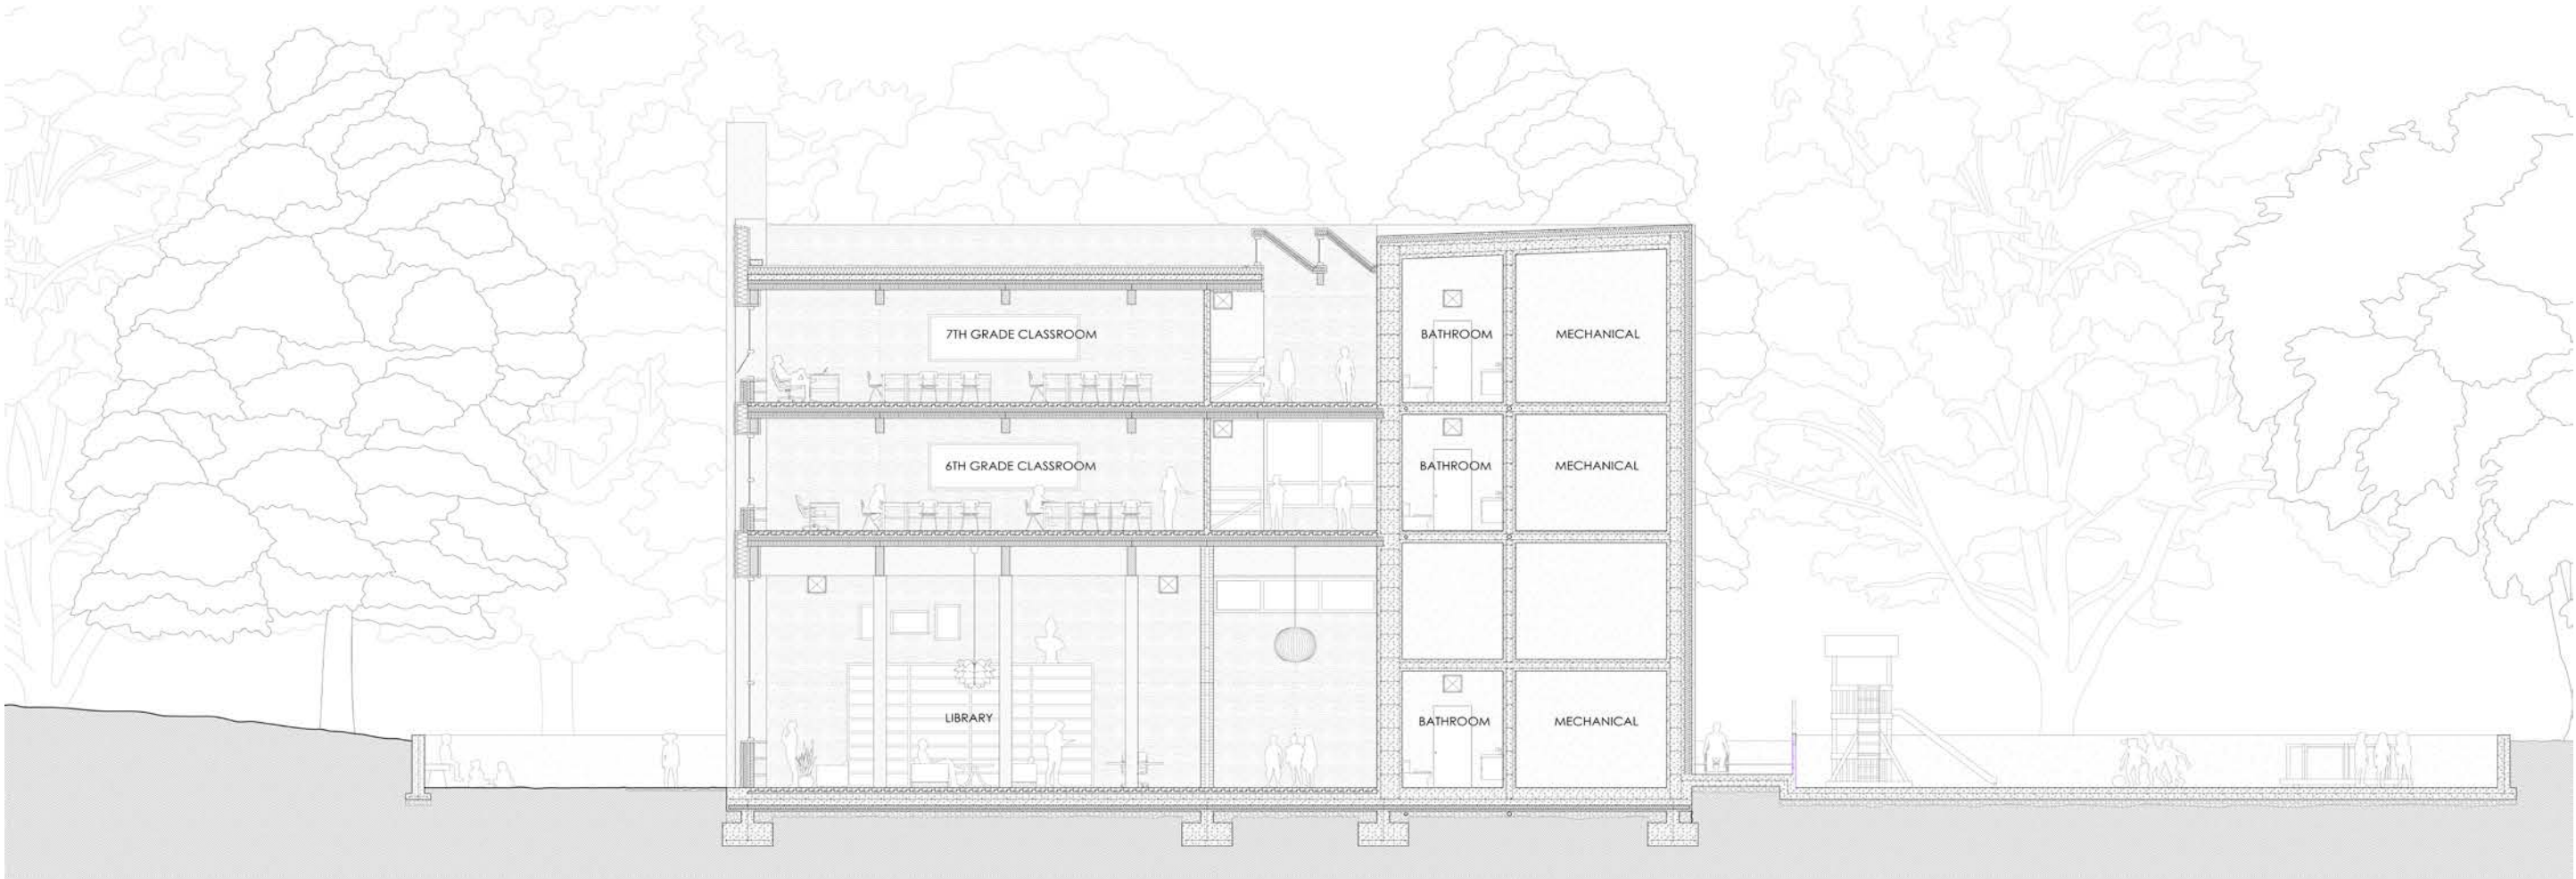 7TH GRADE CLASSROOM
BATHROOM
MECHANICAL
6TH GRADE CLASSROOM
BATHROOM
MECHANICAL
LIBRARY
BATHROOM
MECHANICAL